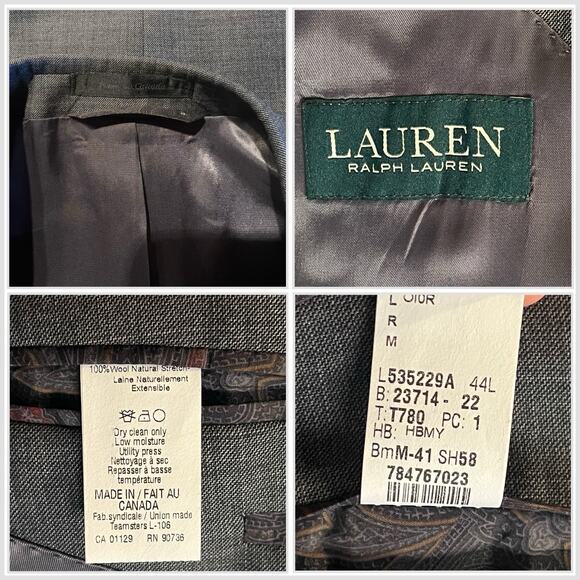 Canada
LAUREN
RALPH LAUREN
100%Wool Natural Stretch
Laine Naturellement
Extensible
Dry clean only
Low moisture
Utility press
Nettoyage à sec
Repasser à basse
température
MADE IN / FAIT AU
CANADA
Fab.syndicale / Union made
Teamsters L-106
CA 01129 RN 90736
L
R
M
L535229A 44L
B: 23714- 22
T: T780 PC: 1
HB: HBMY
BmM-41 SH58
784767023